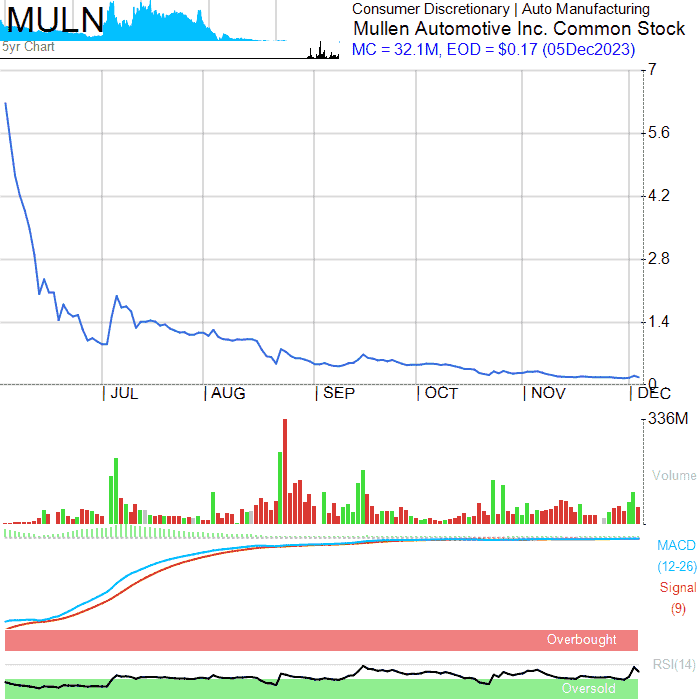 MULN
5yr Chart
Consumer Discretionary | Auto Manufacturing
Mullen Automotive Inc. Common Stock
MC = 32.1M, EOD = $0.17 (05Dec2023)
7
5.6
4.2
2.8
1.4
0
JUL
AUG
SEP
OCT
NOV
DEC
336M
Volume
MACD
(12-26)
Signal
(9)
Overbought
RSI(14)
Oversold